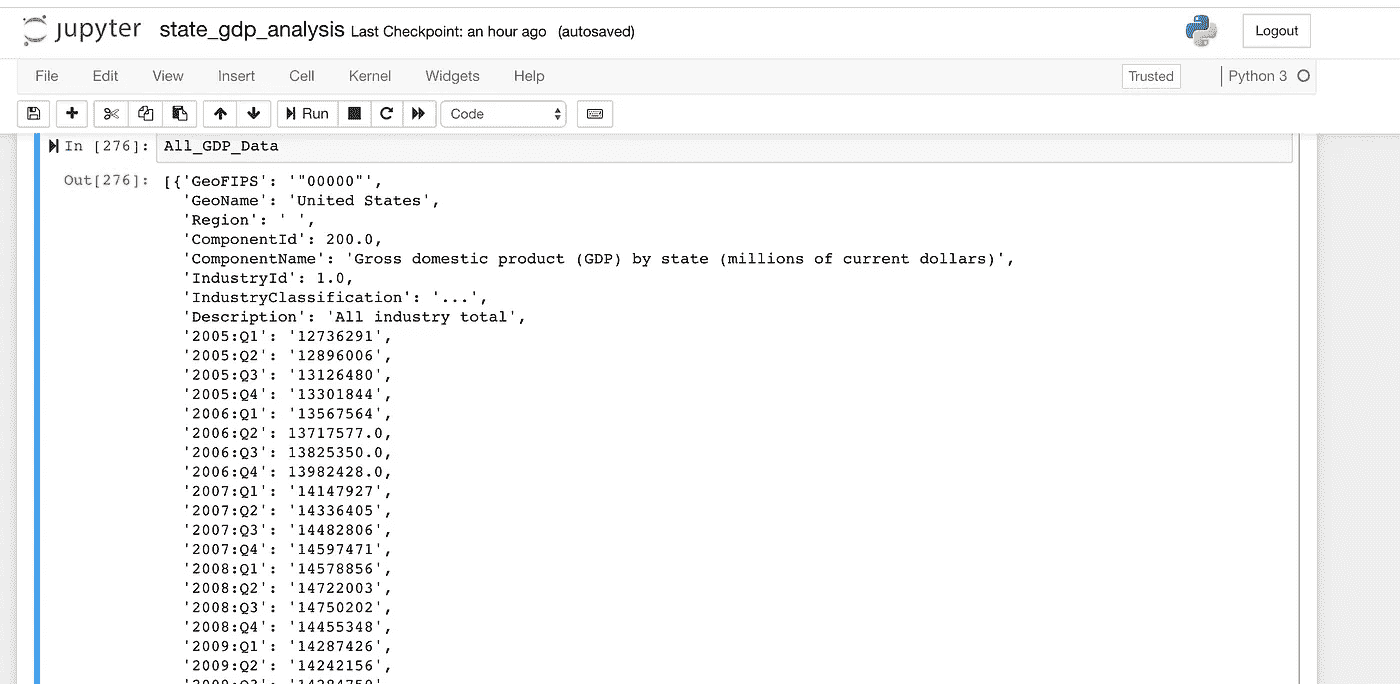 jupyter state_gdp_analysis Last Checkpoint: an hour ago (autosaved)
Logout
File Edit View Insert Cell Kernel Widgets Help
Trusted Python 3
Run Code
In [276]: All_GDP_Data
Out[276]: [{'GeoFIPS': '"00000"',
'GeoName': 'United States',
'Region': ' ',
'ComponentId': 200.0,
'ComponentName': 'Gross domestic product (GDP) by state (millions of current dollars)',
'IndustryId': 1.0,
'IndustryClassification': '...',
'Description': 'All industry total',
'2005:Q1': '12736291',
'2005:Q2': '12896006',
'2005:Q3': '13126480',
'2005:Q4': '13301844',
'2006:Q1': '13567564',
'2006:Q2': 13717577.0,
'2006:Q3': 13825350.0,
'2006:Q4': 13982428.0,
'2007:Q1': '14147927',
'2007:Q2': '14336405',
'2007:Q3': '14482806',
'2007:Q4': '14597471',
'2008:Q1': '14578856',
'2008:Q2': '14722003',
'2008:Q3': '14750202',
'2008:Q4': '14455348',
'2009:Q1': '14287426',
'2009:Q2': '14242156',